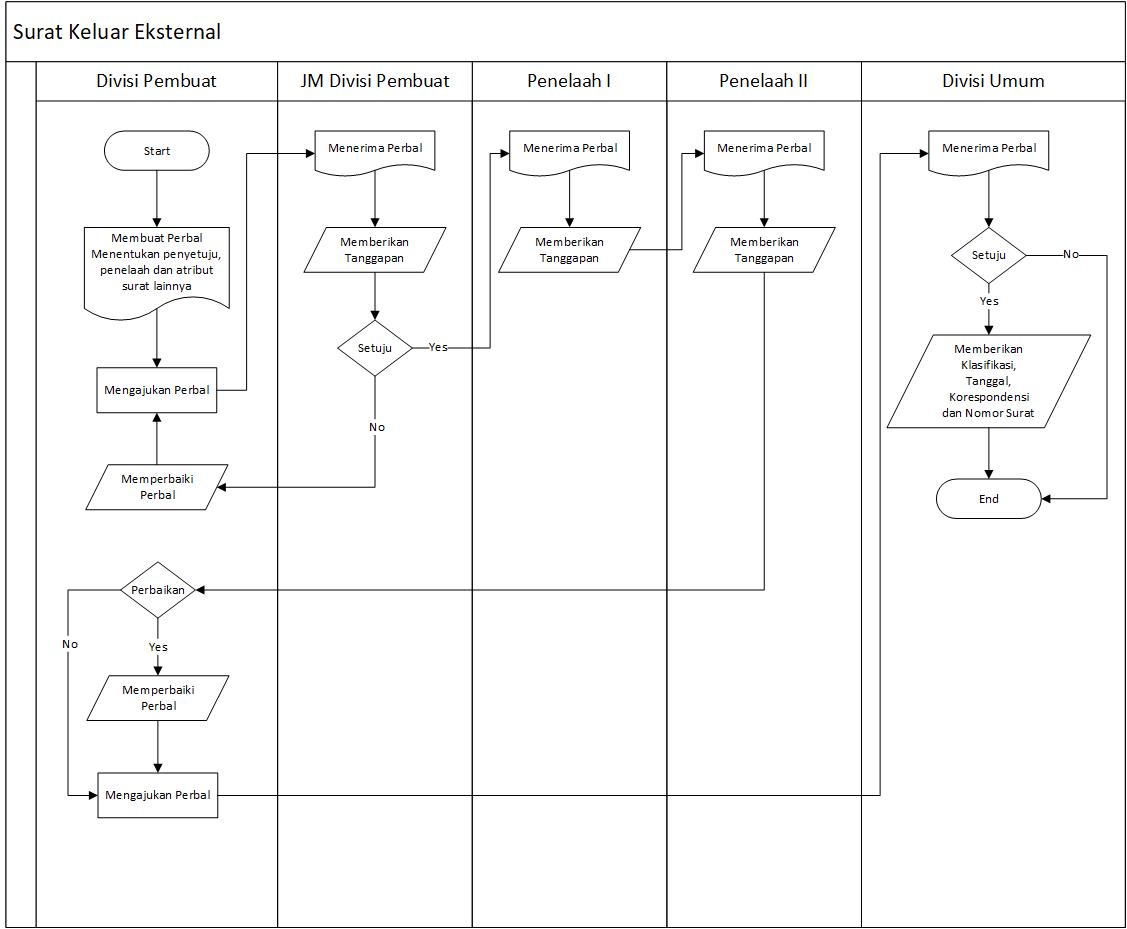 Surat Keluar Eksternal
Divisi Pembuat
JM Divisi Pembuat
Penelaah I
Penelaah II
Divisi Umum
Start
Membuat Perbal
Menentukan penyetuju,
penelaah dan atribut
surat lainnya
Mengajukan Perbal
Memperbaiki
Perbal
Perbaikan
No
Yes
Memperbaiki
Perbal
Mengajukan Perbal
Menerima Perbal
Memberikan
Tanggapan
Setuju
Yes
No
Menerima Perbal
Memberikan
Tanggapan
Menerima Perbal
Memberikan
Tanggapan
Menerima Perbal
Setuju
No
Yes
Memberikan
Klasifikasi,
Tanggal,
Korespondensi
dan Nomor Surat
End